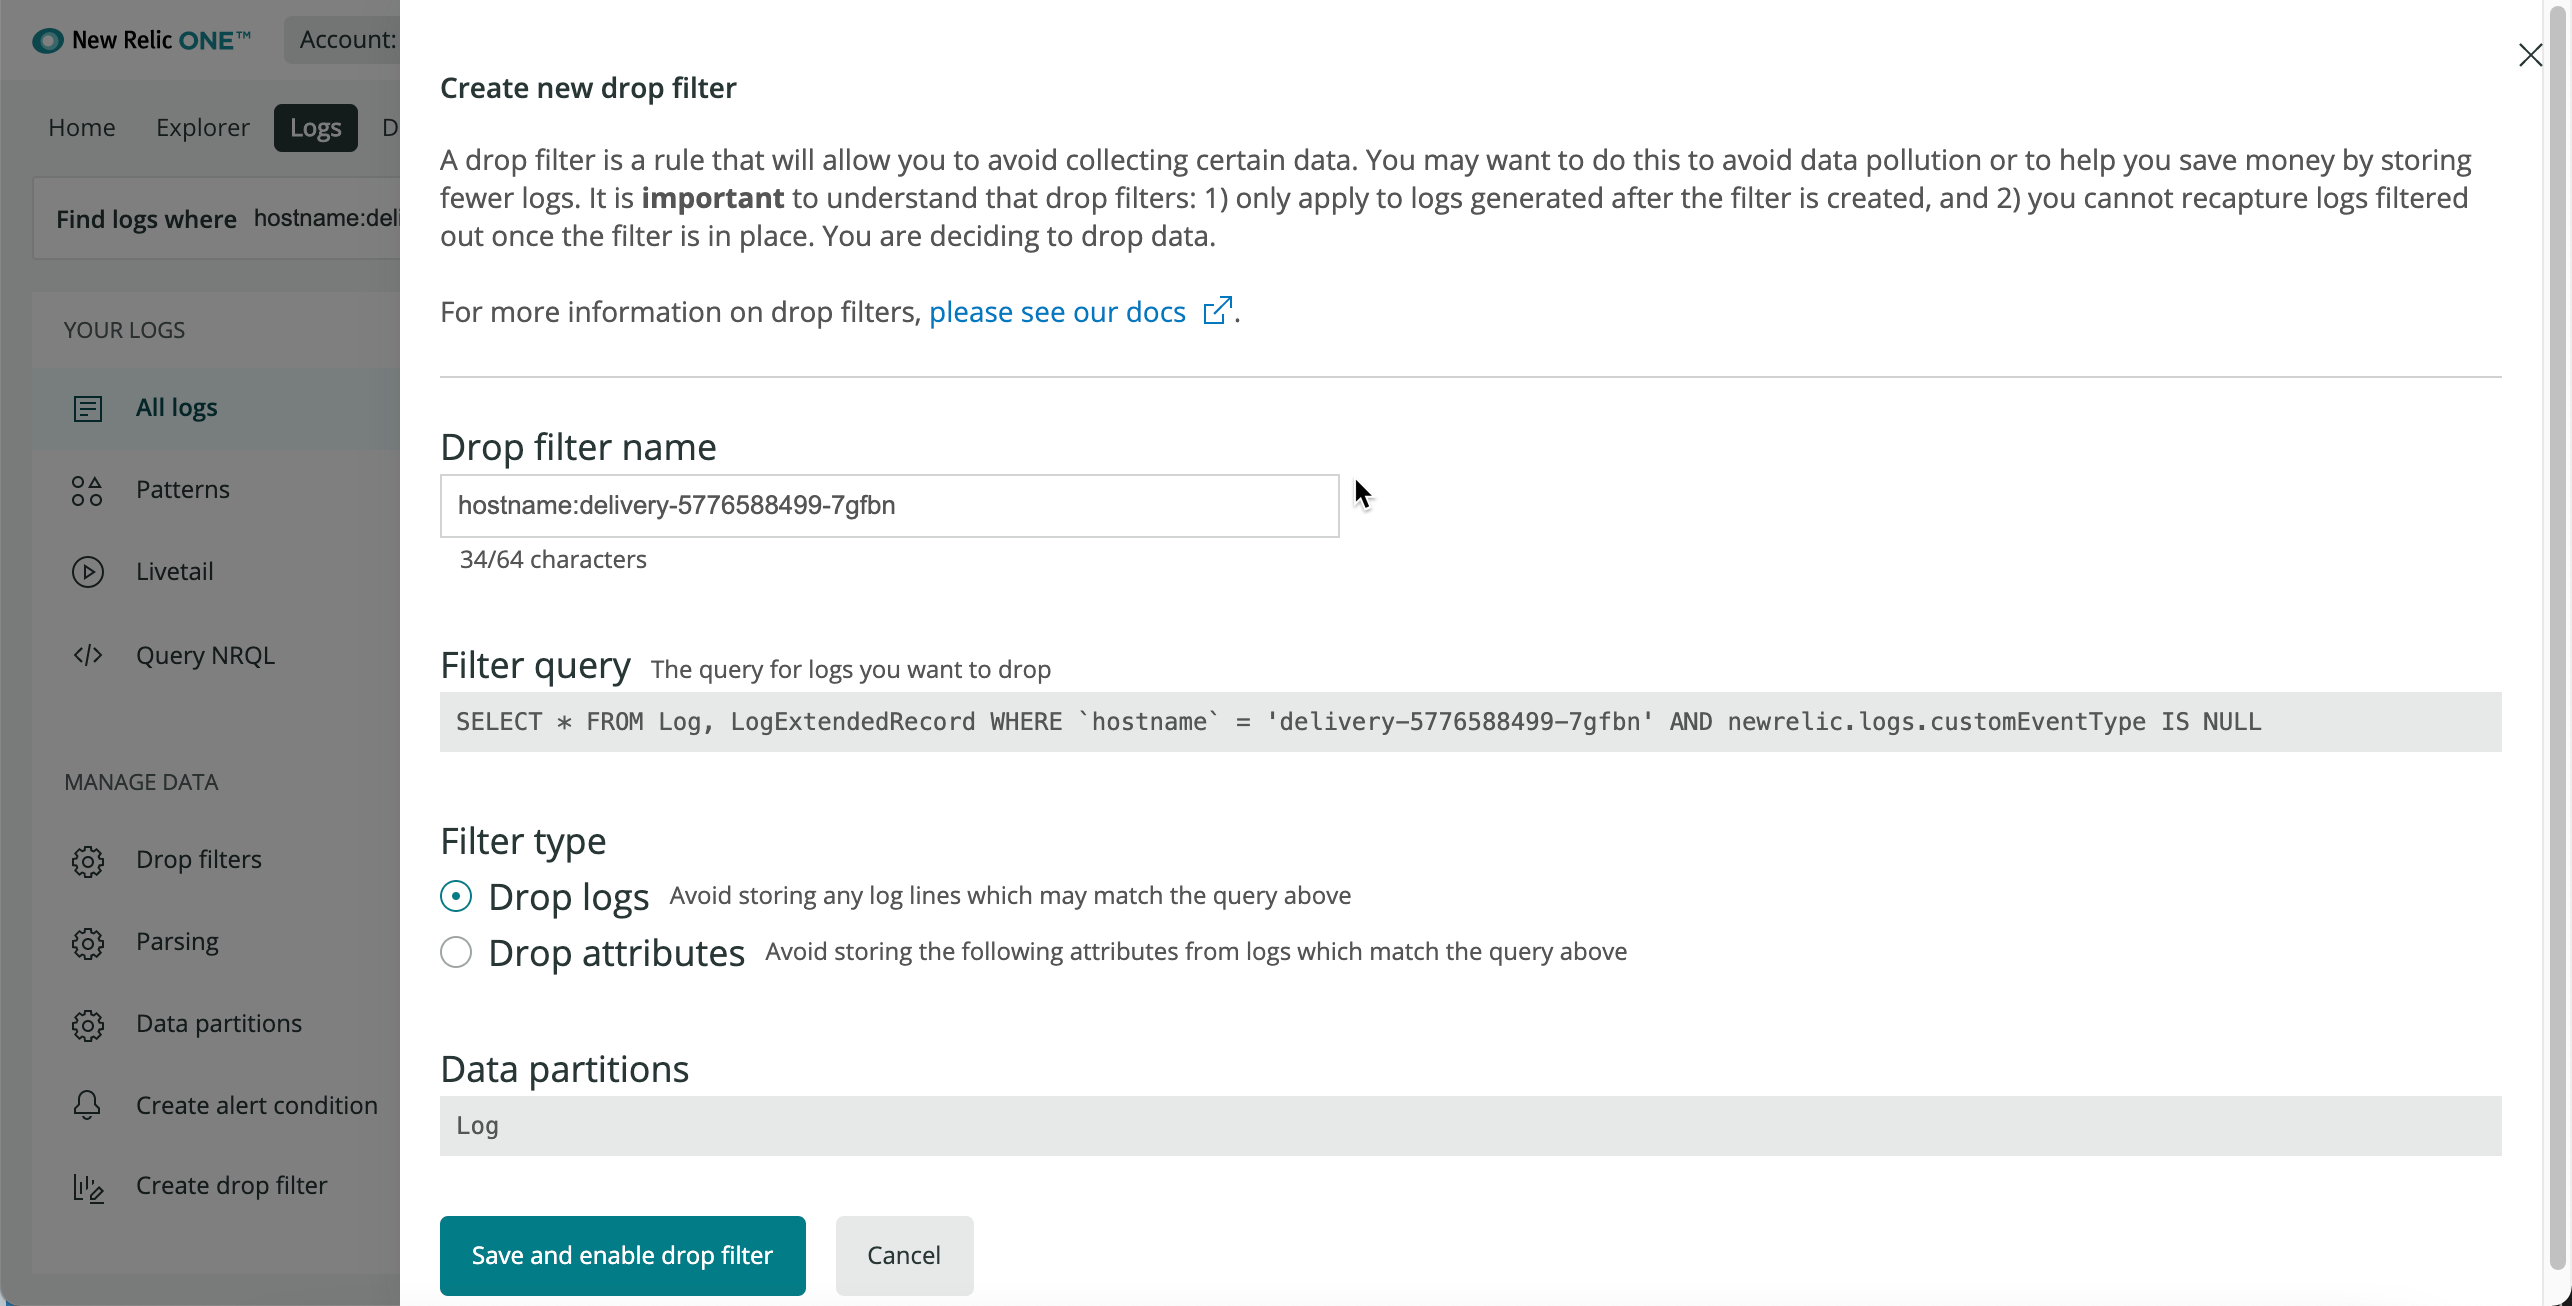 New Relic ONE™
Account:
Home
Explorer
Logs
D
Find logs where hostname:deli
YOUR LOGS
All logs
Patterns
Livetail
Query NRQL
MANAGE DATA
Drop filters
Parsing
Data partitions
Create alert condition
Create drop filter
Create new drop filter
A drop filter is a rule that will allow you to avoid collecting certain data. You may want to do this to avoid data pollution or to help you save money by storing
fewer logs. It is important to understand that drop filters: 1) only apply to logs generated after the filter is created, and 2) you cannot recapture logs filtered
out once the filter is in place. You are deciding to drop data.
For more information on drop filters, please see our docs .
Drop filter name
hostname:delivery-5776588499-7gfbn
34/64 characters
Filter query The query for logs you want to drop
SELECT * FROM Log, LogExtendedRecord WHERE `hostname` = 'delivery-5776588499-7gfbn' AND newrelic.logs.customEventType IS NULL
Filter type
Drop logs Avoid storing any log lines which may match the query above
Drop attributes Avoid storing the following attributes from logs which match the query above
Data partitions
Log
Save and enable drop filter
Cancel